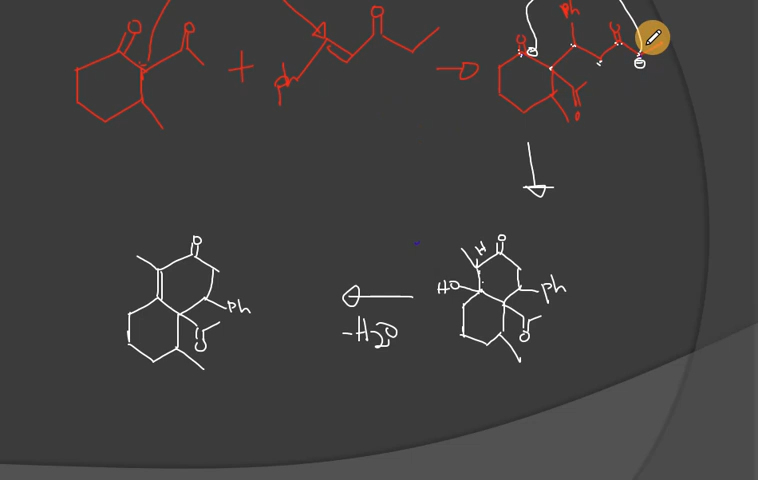 O O + ph O Ph O O O
O O
HO H O Ph O
Ph O
-H2O